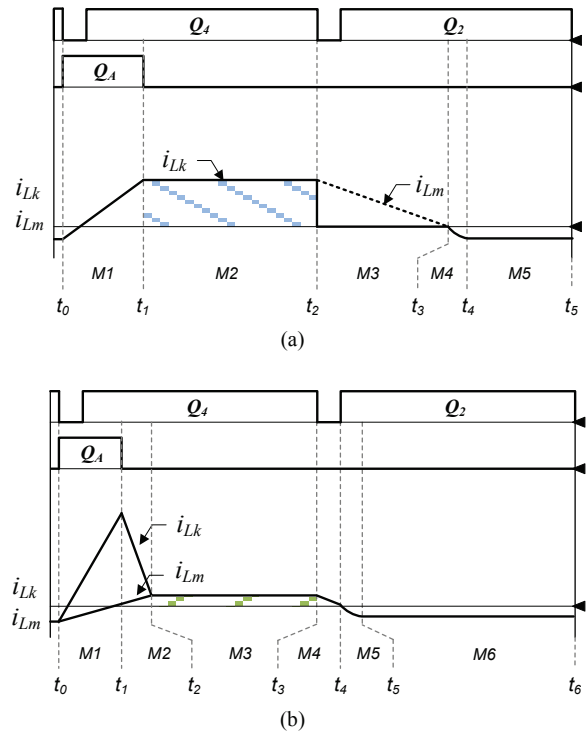 Q4 Q2
QA
iLk
iLm
iLk
iLm
M1 M2 M3 M4 M5
t0 t1 t2 t3 t4 t5
(a)
Q4 Q2
QA
iLk
iLm
iLk
iLm
M1 M2 M3 M4 M5 M6
t0 t1 t2 t3 t4 t5 t6
(b)